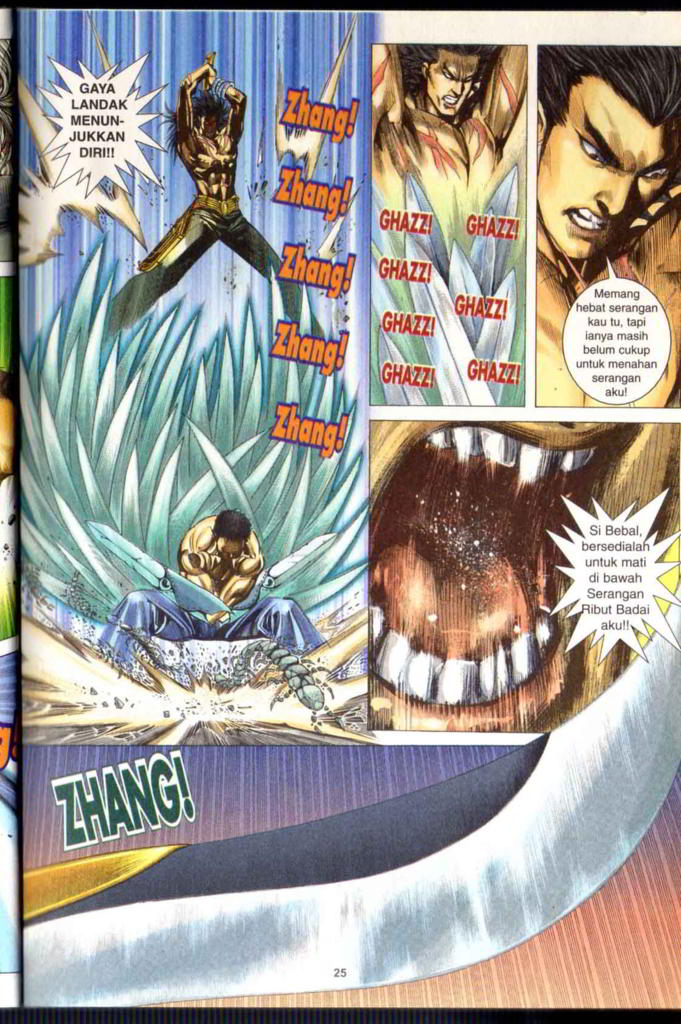 GAYA
LANDAK
MENUN-
JUKKAN
DIRI!!
Zhang!
Zhang!
Zhang!
Zhang!
Zhang!
GHAZZ!
GHAZZ!
GHAZZ!
GHAZZ!
GHAZZ!
GHAZZ!
GHAZZ!
Memang
hebat serangan
kau tu, tapi
ianya masih
belum cukup
untuk menahan
serangan
aku!
Si Bebal,
bersedialah
untuk mati
di bawah
Serangan
Ribut Badai
aku!!
ZHANG!
25